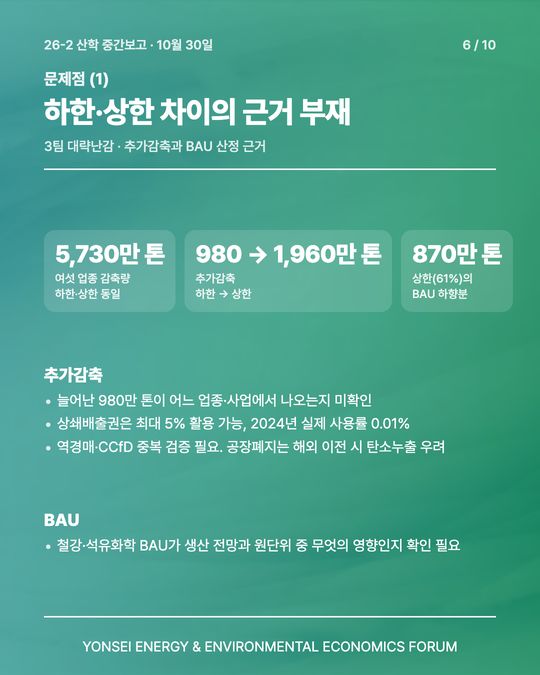 26-2 산학 중간보고 · 10월 30일
6 / 10
문제점 (1)
하한·상한 차이의 근거 부재
3팀 대략난감 · 추가감축과 BAU 산정 근거
5,730만 톤
여섯 업종 감축량
하한·상한 동일
980 → 1,960만 톤
추가감축
하한 → 상한
870만 톤
상한(61%)의
BAU 하향분
추가감축
• 늘어난 980만 톤이 어느 업종·사업에서 나오는지 미확인
• 상쇄배출권은 최대 5% 활용 가능, 2024년 실제 사용률 0.01%
• 역경매·CCfD 중복 검증 필요. 공장폐지는 해외 이전 시 탄소누출 우려
BAU
• 철강·석유화학 BAU가 생산 전망과 원단위 중 무엇의 영향인지 확인 필요
YONSEI ENERGY & ENVIRONMENTAL ECONOMICS FORUM